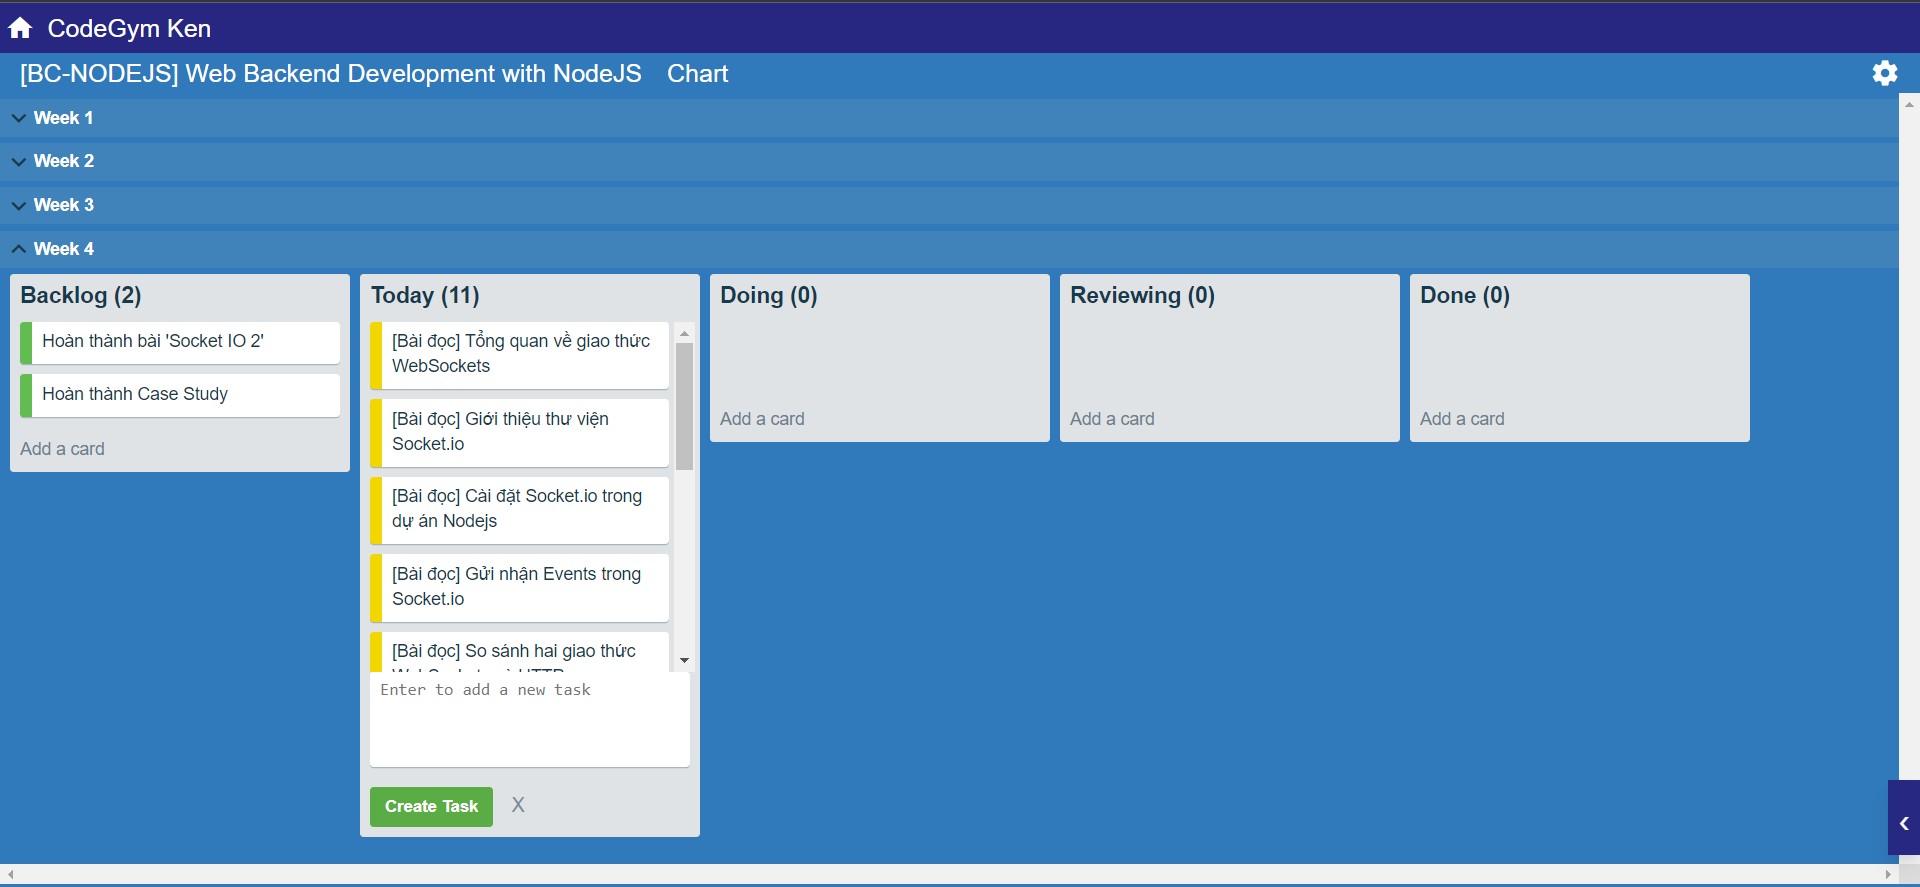 CodeGym Ken
[BC-NODEJS] Web Backend Development with NodeJS Chart
Week 1
Week 2
Week 3
Week 4
Backlog (2)
Hoàn thành bài 'Socket IO 2'
Hoàn thành Case Study
Add a card
Today (11)
[Bài đọc] Tổng quan về giao thức
WebSockets
[Bài đọc] Giới thiệu thư viện
Socket.io
[Bài đọc] Cài đặt Socket.io trong
dự án Nodejs
[Bài đọc] Gửi nhận Events trong
Socket.io
[Bài đọc] So sánh hai giao thức
Enter to add a new task
Create Task X
Doing (0)
Add a card
Reviewing (0)
Add a card
Done (0)
Add a card